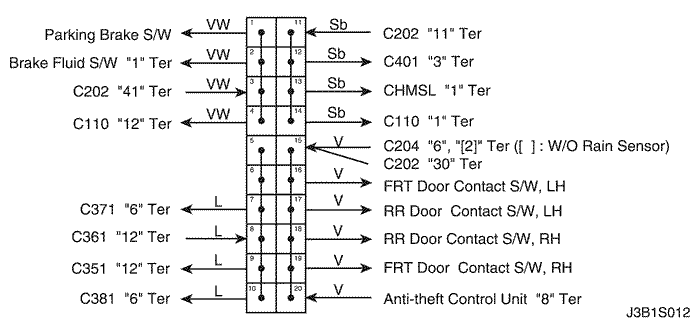 Parking Brake S/W VW 1 11 Sb C202 "11" Ter
Brake Fluid S/W "1" Ter VW 2 12 Sb C401 "3" Ter
C202 "41" Ter VW 3 13 Sb CHMSL "1" Ter
C110 "12" Ter VW 4 14 Sb C110 "1" Ter
5 15 V C204 "6", "[2]" Ter ([ ] : W/O Rain Sensor)
C202 "30" Ter
6 16 V FRT Door Contact S/W, LH
C371 "6" Ter L 7 17 V RR Door Contact S/W, LH
C361 "12" Ter L 8 18 V RR Door Contact S/W, RH
C351 "12" Ter L 9 19 V FRT Door Contact S/W, RH
C381 "6" Ter L 10 20 V Anti-theft Control Unit "8" Ter
J3B1S012